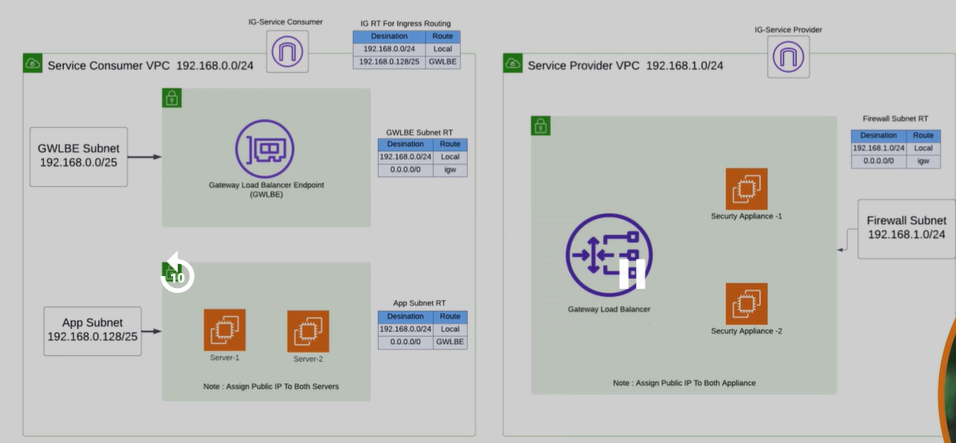 IG-Service Consumer
IG RT For Ingress Routing
Desination Route
192.168.0.0/24 Local
192.168.0.128/25 GWLBE
Service Consumer VPC 192.168.0.0/24
GWLBE Subnet
192.168.0.0/25
Gateway Load Balancer Endpoint
(GWLBE)
GWLBE Subnet RT
Desination Route
192.168.0.0/24 Local
0.0.0.0/0 igw
10
App Subnet
192.168.0.128/25
Server-1
Server-2
Note : Assign Public IP To Both Servers
App Subnet RT
Desination Route
192.168.0.0/24 Local
0.0.0.0/0 GWLBE
IG-Service Provider
Service Provider VPC 192.168.1.0/24
Firewall Subnet RT
Desination Route
192.168.1.0/24 Local
0.0.0.0/0 igw
Securty Appliance -1
Firewall Subnet
192.168.1.0/24
Gateway Load Balancer
Securty Appliance -2
Note : Assign Public IP To Both Appliance